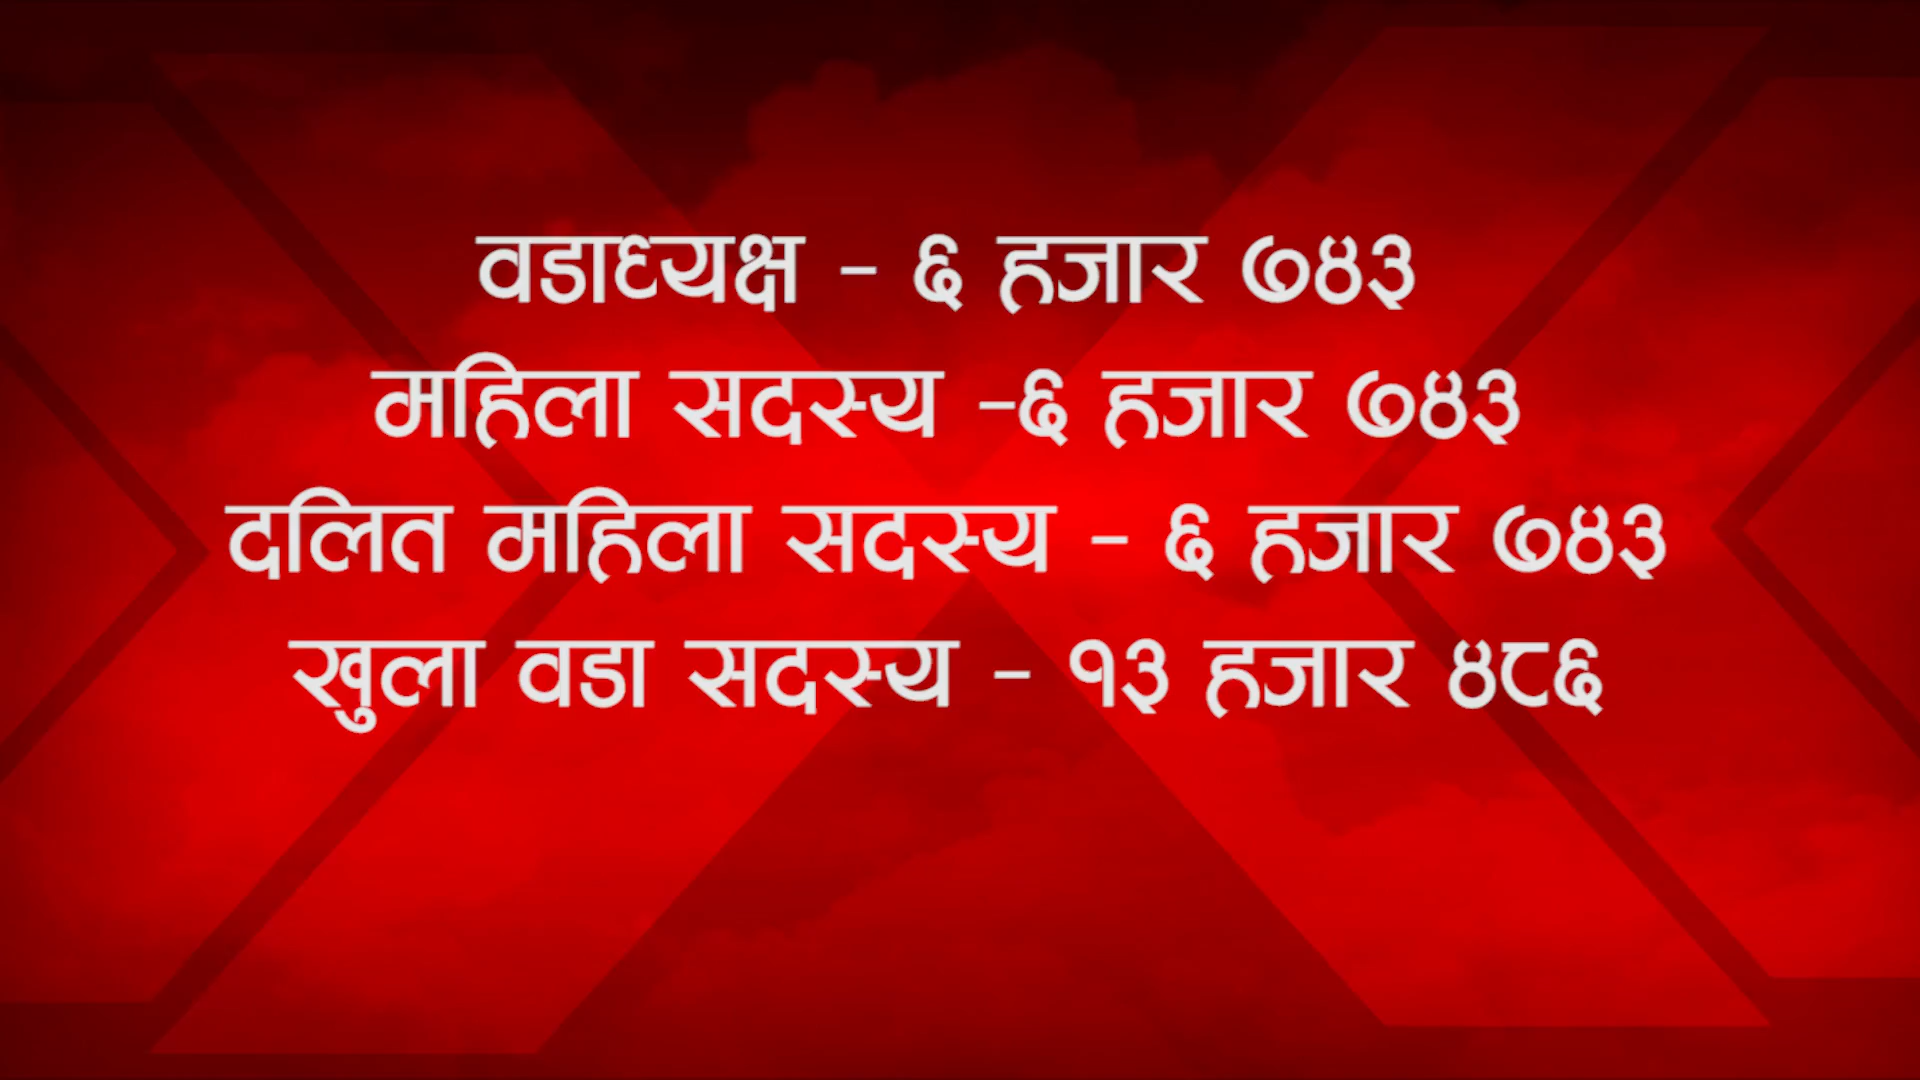 वडाध्यक्ष - ६ हजार ७४३
महिला सदस्य -६ हजार ७४३
दलित महिला सदस्य - ६ हजार ७४३
खुला वडा सदस्य - १३ हजार ४८६